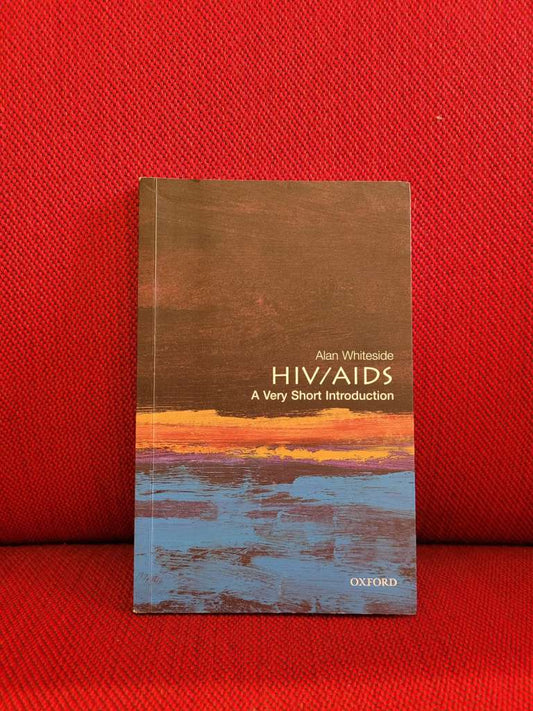 Alan Whiteside
HIV/AIDS
A Very Short Introduction
OXFORD